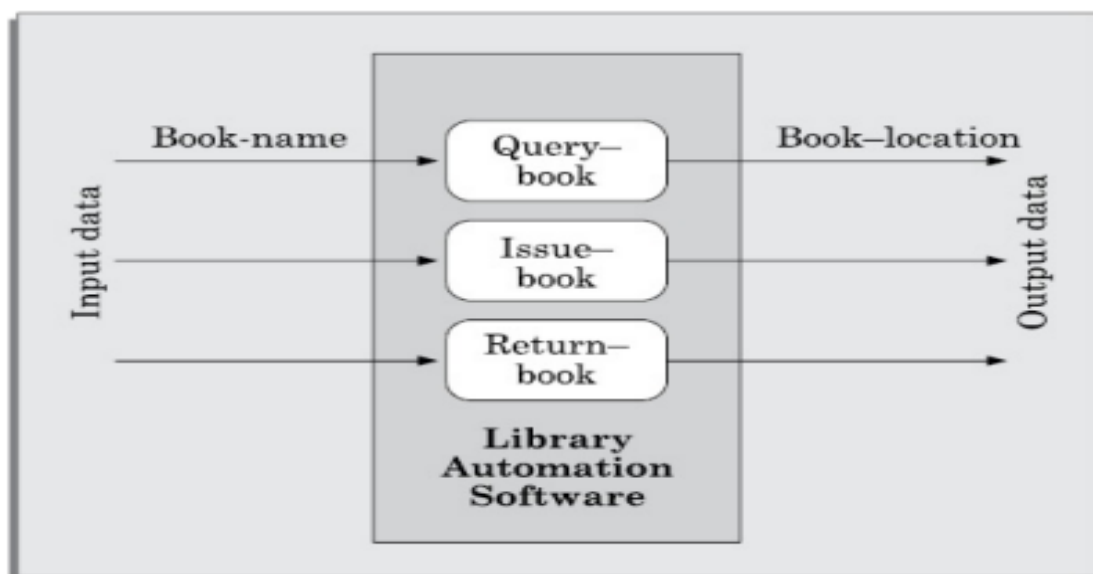 Book-name
Query–
book
Book–location
Input data
Issue–
book
Output data
Return–
book
Library
Automation
Software